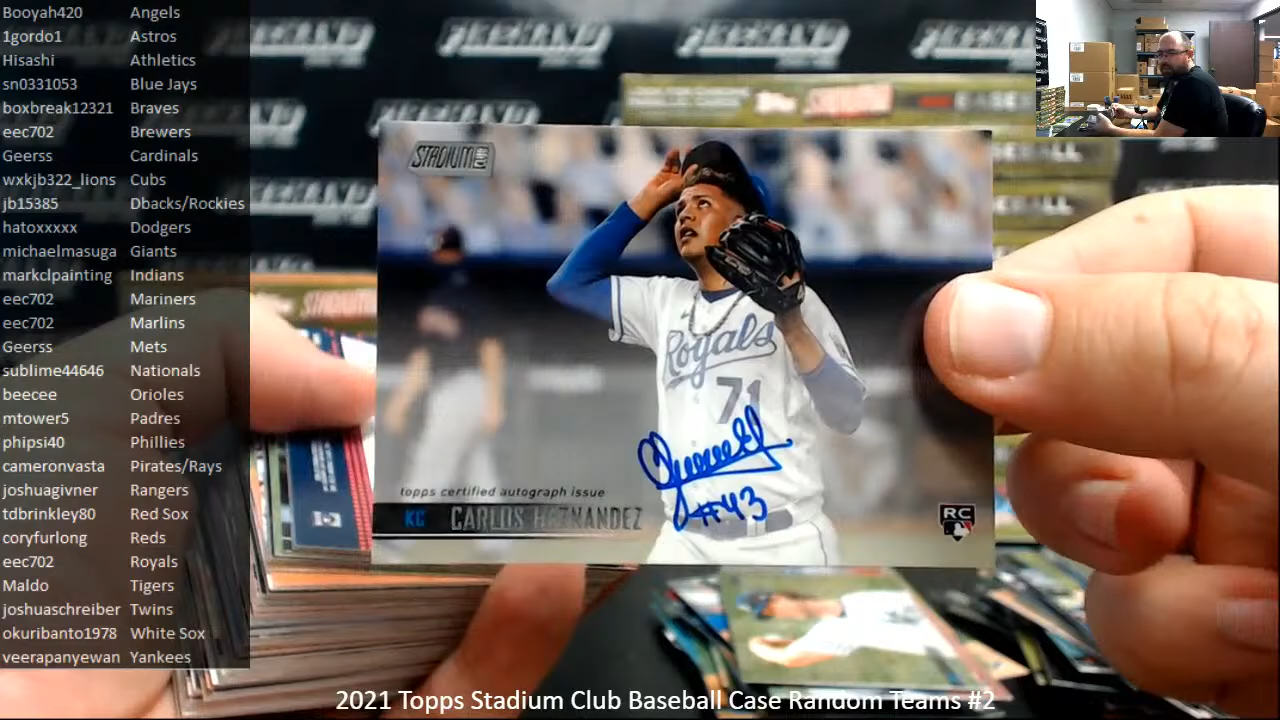 Booyah420 Angels
1gordo1 Astros
Hisashi Athletics
sn0331053 Blue Jays
boxbreak12321 Braves
eec702 Brewers
Geerss Cardinals
wxkjb322_lions Cubs
jb15385 Dbacks/Rockies
hatoxxxxx Dodgers
michaelmasuga Giants
markclpainting Indians
eec702 Mariners
eec702 Marlins
Geerss Mets
sublime44646 Nationals
beecee Orioles
mtower5 Padres
phipsi40 Phillies
cameronvasta Pirates/Rays
joshuagivner Rangers
tdbrinkley80 Red Sox
coryfurlong Reds
eec702 Royals
Maldo Tigers
joshuaschreiber Twins
okuribanto1978 White Sox
veerapanyewan Yankees
STADIUM CLUB
Royals
71
#43
topps certified autograph issue
KC CARLOS HERNANDEZ
RC
2021 Topps Stadium Club Baseball Case Random Teams #2